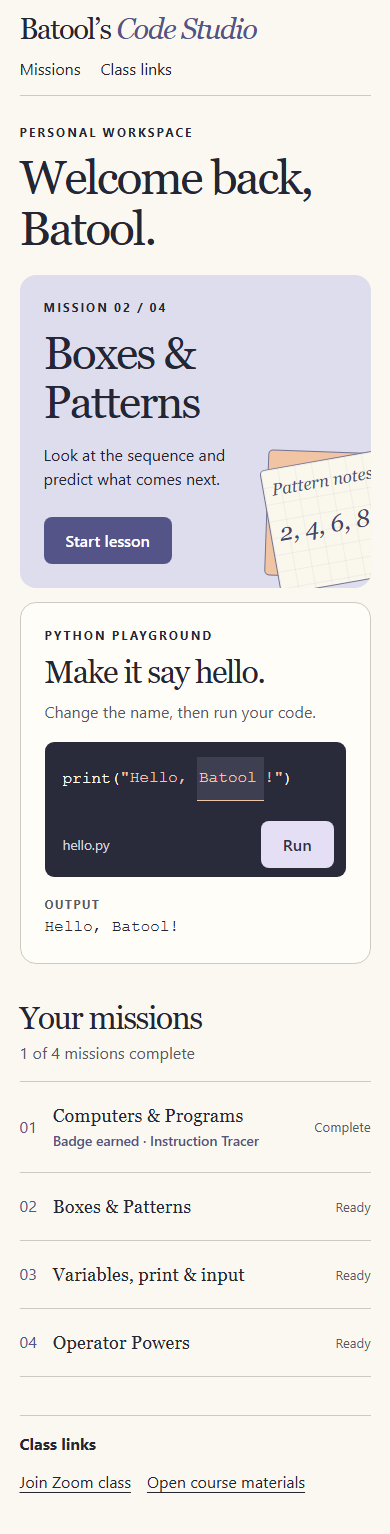 Batool’s Code Studio
Missions Class links
PERSONAL WORKSPACE
Welcome back,
Batool.
MISSION 02 / 04
Boxes &
Patterns
Look at the sequence and
predict what comes next.
Pattern notes
2, 4, 6, 8
Start lesson
PYTHON PLAYGROUND
Make it say hello.
Change the name, then run your code.
print("Hello, Batool !")
hello.py Run
OUTPUT
Hello, Batool!
Your missions
1 of 4 missions complete
01 Computers & Programs Complete
Badge earned · Instruction Tracer
02 Boxes & Patterns Ready
03 Variables, print & input Ready
04 Operator Powers Ready
Class links
Join Zoom class Open course materials